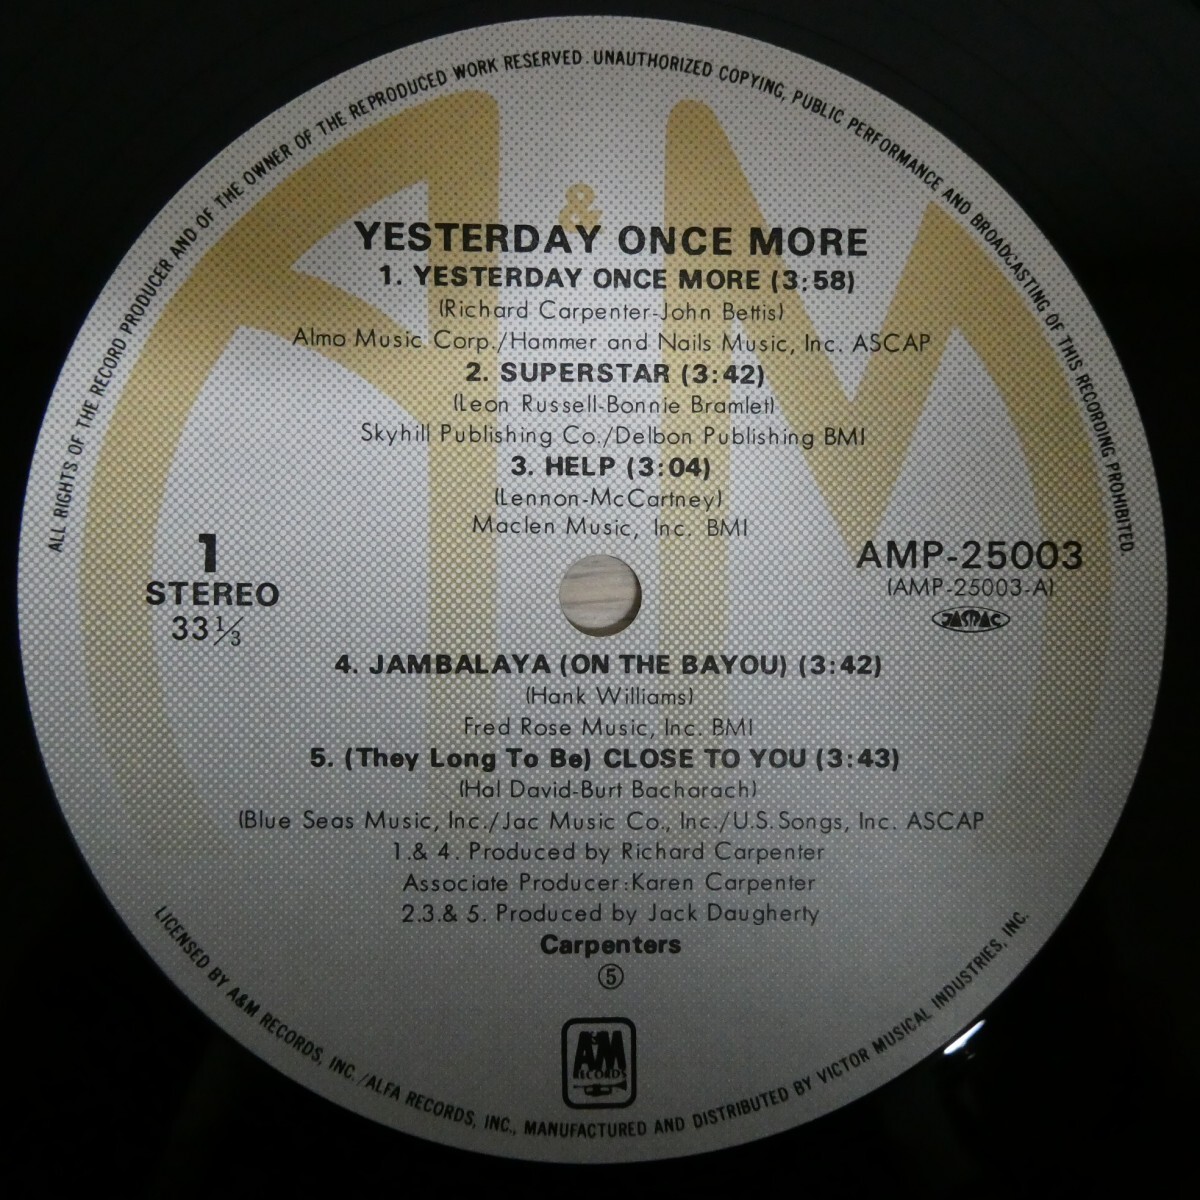 ALL RIGHTS OF THE RECORD PRODUCER AND OF THE OWNER OF THE REPRODUCED WORK RESERVED. UNAUTHORIZED COPYING, PUBLIC PERFORMANCE AND BROADCASTING OF THIS RECORDING PROHIBITED
&
YESTERDAY ONCE MORE
1. YESTERDAY ONCE MORE (3:58)
(Richard Carpenter-John Bettis)
Almo Music Corp./Hammer and Nails Music, Inc. ASCAP
2. SUPERSTAR (3:42)
(Leon Russell-Bonnie Bramlet)
Skyhill Publishing Co./Delbon Publishing BMI
3. HELP (3:04)
(Lennon-McCartney)
Maclen Music, Inc. BMI
1
STEREO
33 1/3
AMP-25003
(AMP-25003-A)
JASRAC
4. JAMBALAYA (ON THE BAYOU) (3:42)
(Hank Williams)
Fred Rose Music, Inc. BMI
5. (They Long To Be) CLOSE TO YOU (3:43)
(Hal David-Burt Bacharach)
(Blue Seas Music, Inc./Jac Music Co., Inc./U.S. Songs, Inc. ASCAP
1.& 4. Produced by Richard Carpenter
Associate Producer:Karen Carpenter
2.3.& 5. Produced by Jack Daugherty
Carpenters
⑤
A&M
RECORDS
LICENSED BY A&M RECORDS, INC./ALFA RECORDS, INC., MANUFACTURED AND DISTRIBUTED BY VICTOR MUSICAL INDUSTRIES, INC.